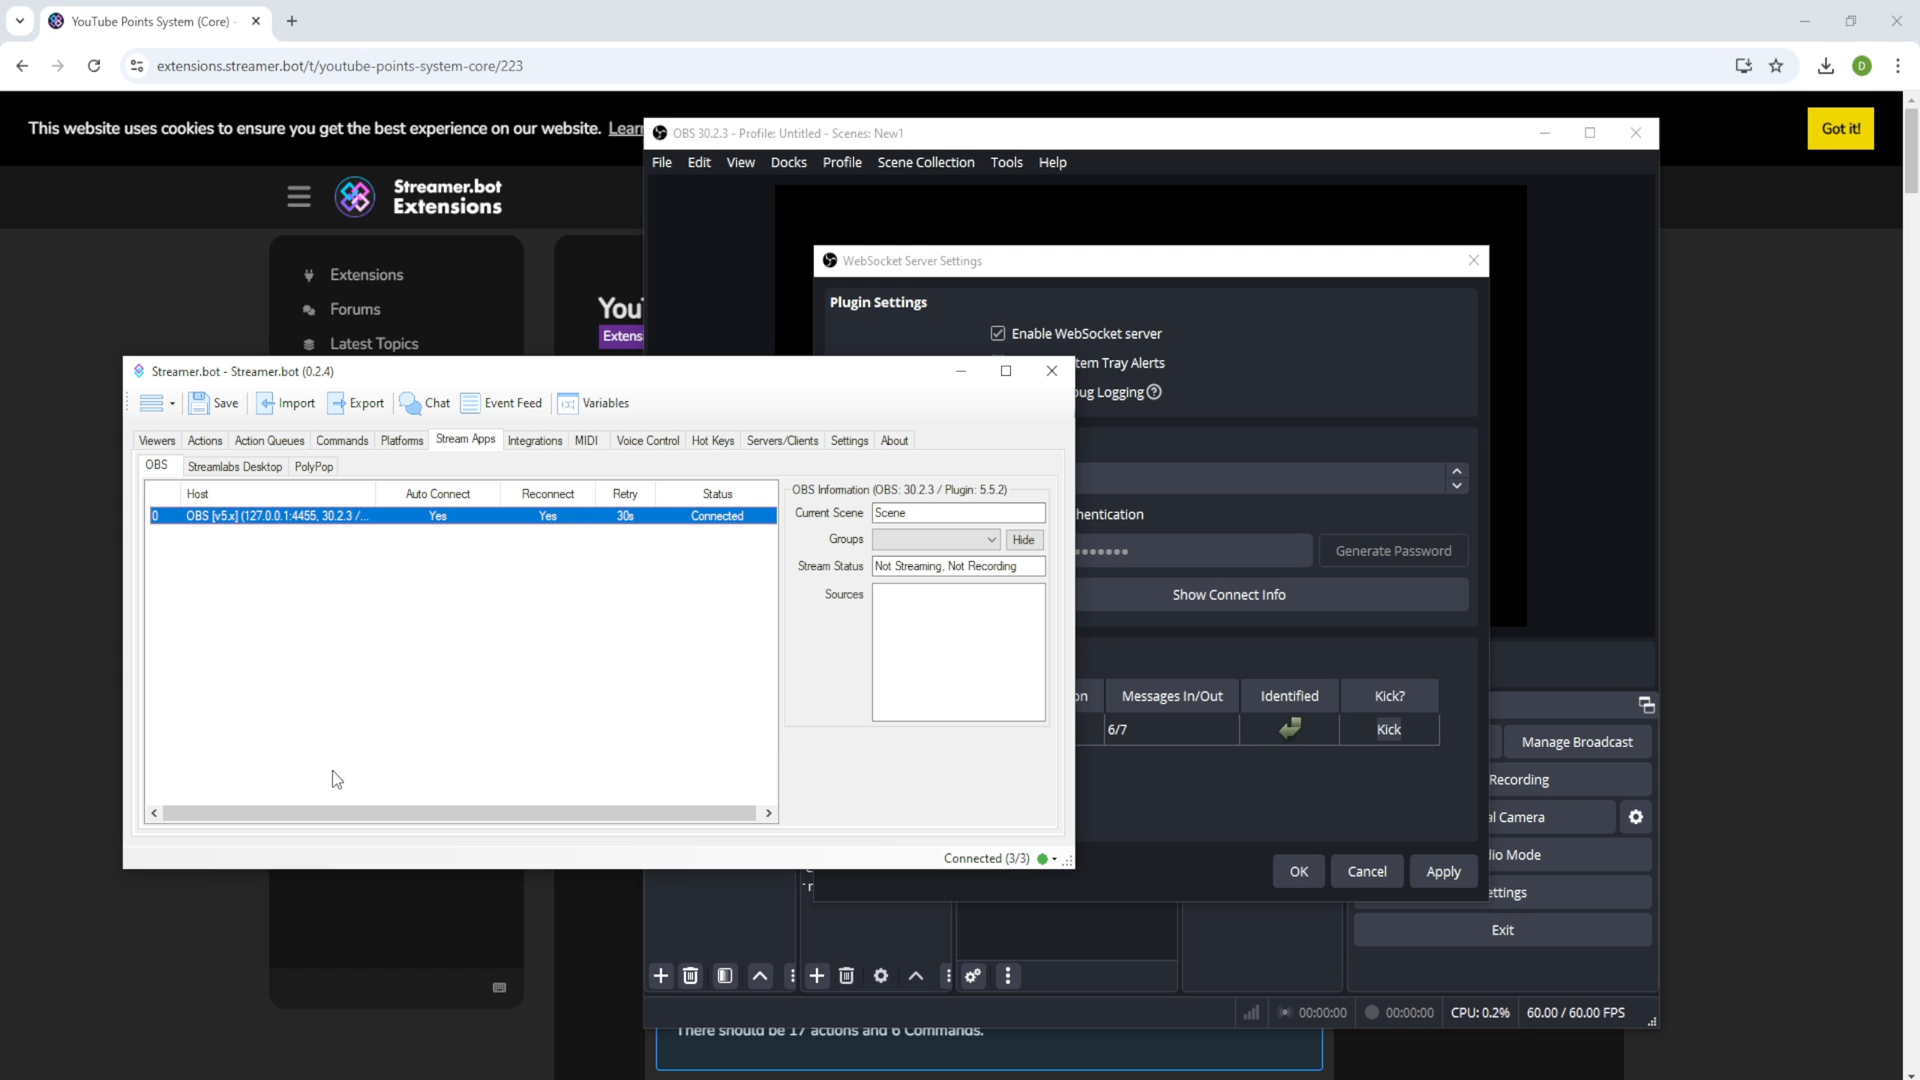 YouTube Points System (Core)
extensions.streamer.bot/t/youtube-points-system-core/223
D
This website uses cookies to ensure you get the best experience on our website.
Got it!
Streamer.bot
Extensions
Extensions
Forums
Latest Topics
OBS 30.2.3 - Profile: Untitled - Scenes: New1
File Edit View Docks Profile Scene Collection Tools Help
WebSocket Server Settings
Plugin Settings
Enable WebSocket server
tem Tray Alerts
ug Logging
hentication
Generate Password
Show Connect Info
Messages In/Out Identified Kick?
6/7 Kick
OK Cancel Apply
Manage Broadcast
Recording
al Camera
dio Mode
ettings
Exit
00:00:00 00:00:00 CPU: 0.2% 60.00 / 60.00 FPS
Streamer.bot - Streamer.bot (0.2.4)
Save Import Export Chat Event Feed Variables
Viewers Actions Action Queues Commands Platforms Stream Apps Integrations MIDI Voice Control Hot Keys Servers/Clients Settings About
OBS Streamlabs Desktop PolyPop
Host Auto Connect Reconnect Retry Status
0 OBS [v5.x] (127.0.0.1:4455, 30.2.3 /... Yes Yes 30s Connected
OBS Information (OBS: 30.2.3 / Plugin: 5.5.2)
Current Scene Scene
Groups Hide
Stream Status Not Streaming, Not Recording
Sources
Connected (3/3)
There should be 17 actions and 6 Commands.